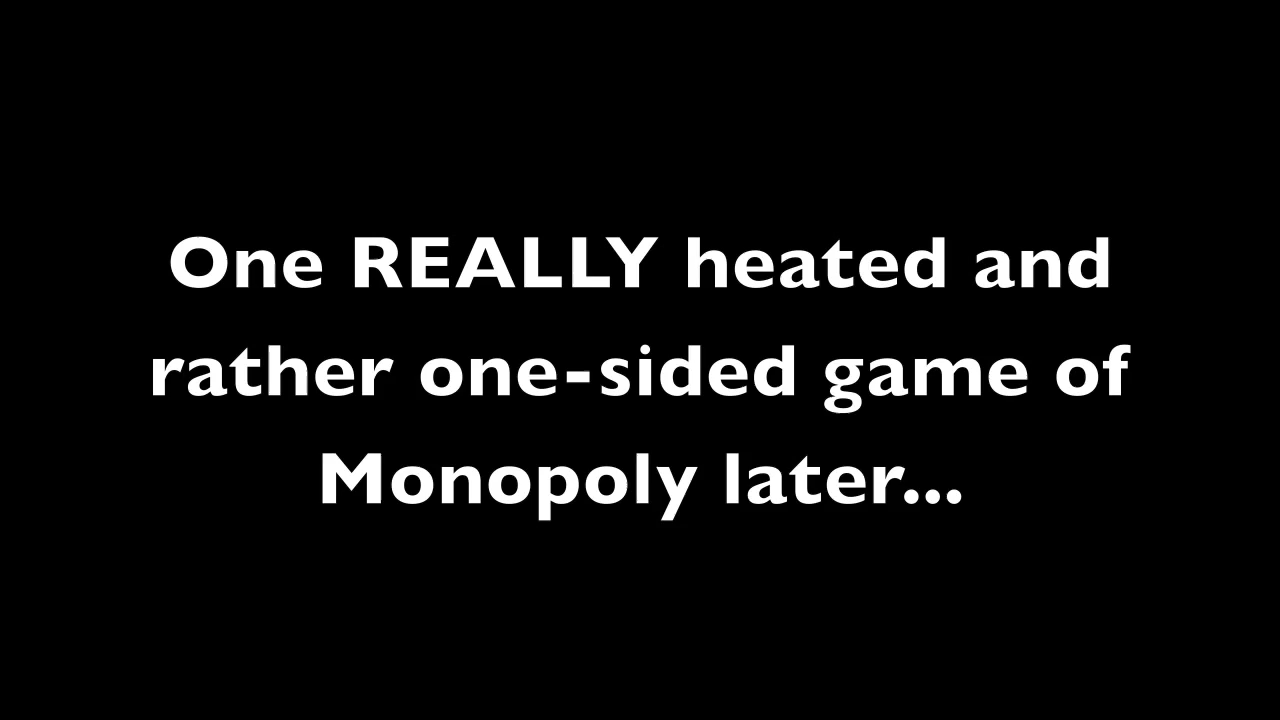 One REALLY heated and
rather one-sided game of
Monopoly later...